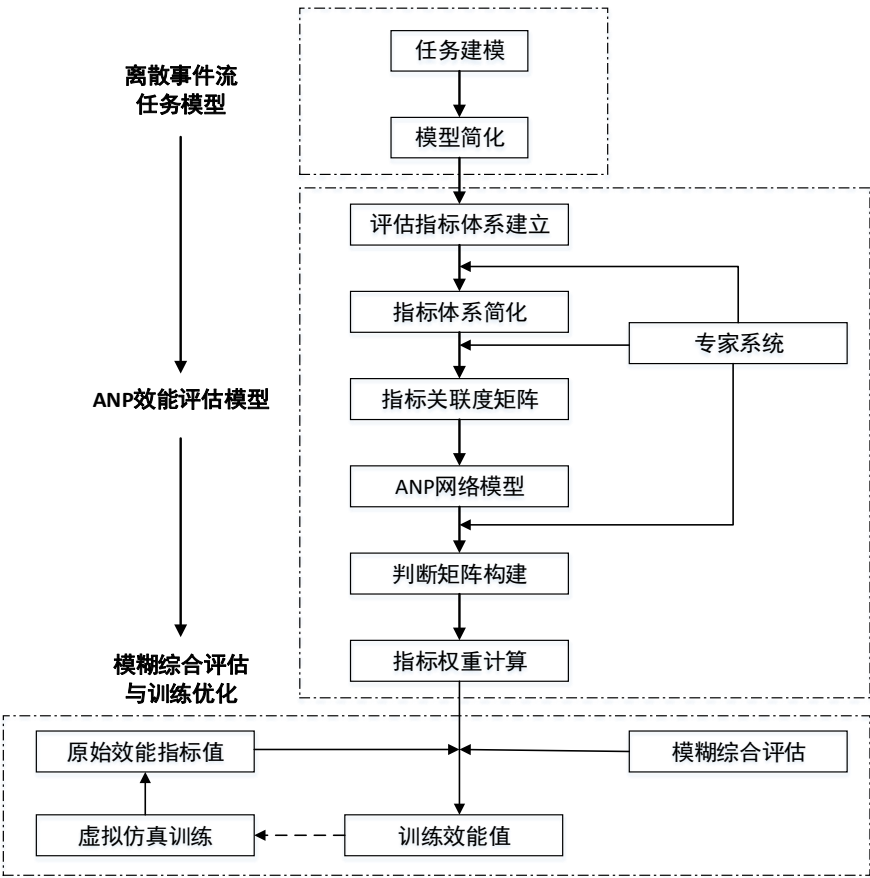 任务建模
离散事件流
任务模型
模型简化
评估指标体系建立
指标体系简化
专家系统
ANP效能评估模型
指标关联度矩阵
ANP网络模型
判断矩阵构建
指标权重计算
模糊综合评估
与训练优化
原始效能指标值
模糊综合评估
虚拟仿真训练
训练效能值